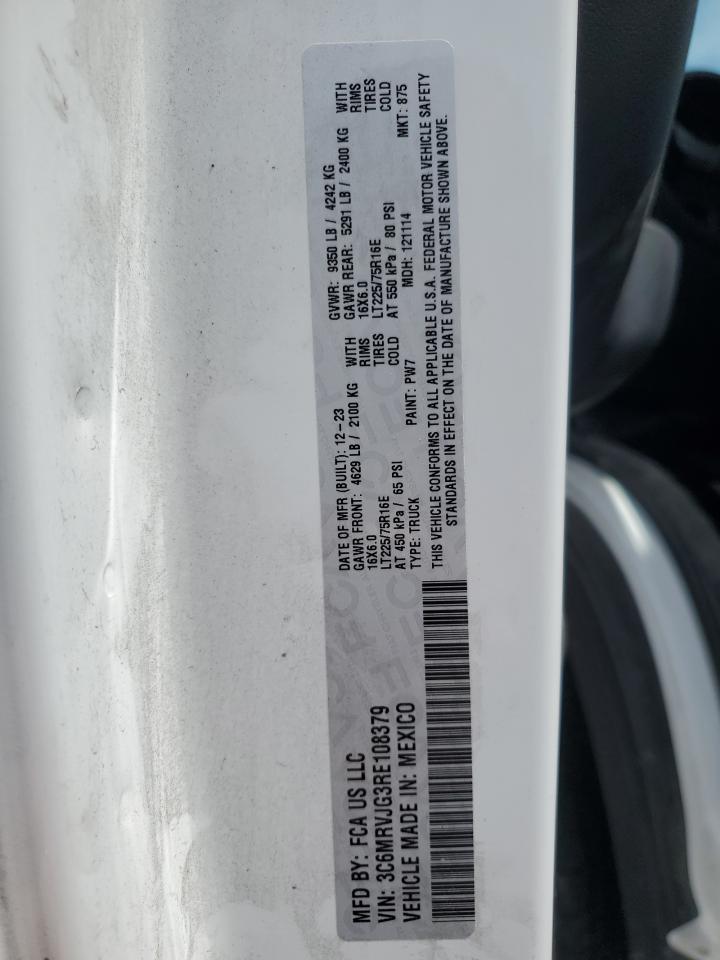 MFD BY: FCA US LLC
VIN: 3C6MRVJG3RE108379
VEHICLE MADE IN: MEXICO
DATE OF MFR (BUILT): 12-23
GVWR: 9350 LB / 4242 KG
GAWR FRONT: 4629 LB / 2100 KG WITH
16X6.0 RIMS
LT225/75R16E TIRES
AT 450 kPa / 65 PSI COLD
GAWR REAR: 5291 LB / 2400 KG WITH
16X6.0 RIMS
LT225/75R16E TIRES
AT 550 kPa / 80 PSI COLD
TYPE: TRUCK PAINT: PW7 MDH: 121114 MKT: 875
THIS VEHICLE CONFORMS TO ALL APPLICABLE U.S.A. FEDERAL MOTOR VEHICLE SAFETY
STANDARDS IN EFFECT ON THE DATE OF MANUFACTURE SHOWN ABOVE.